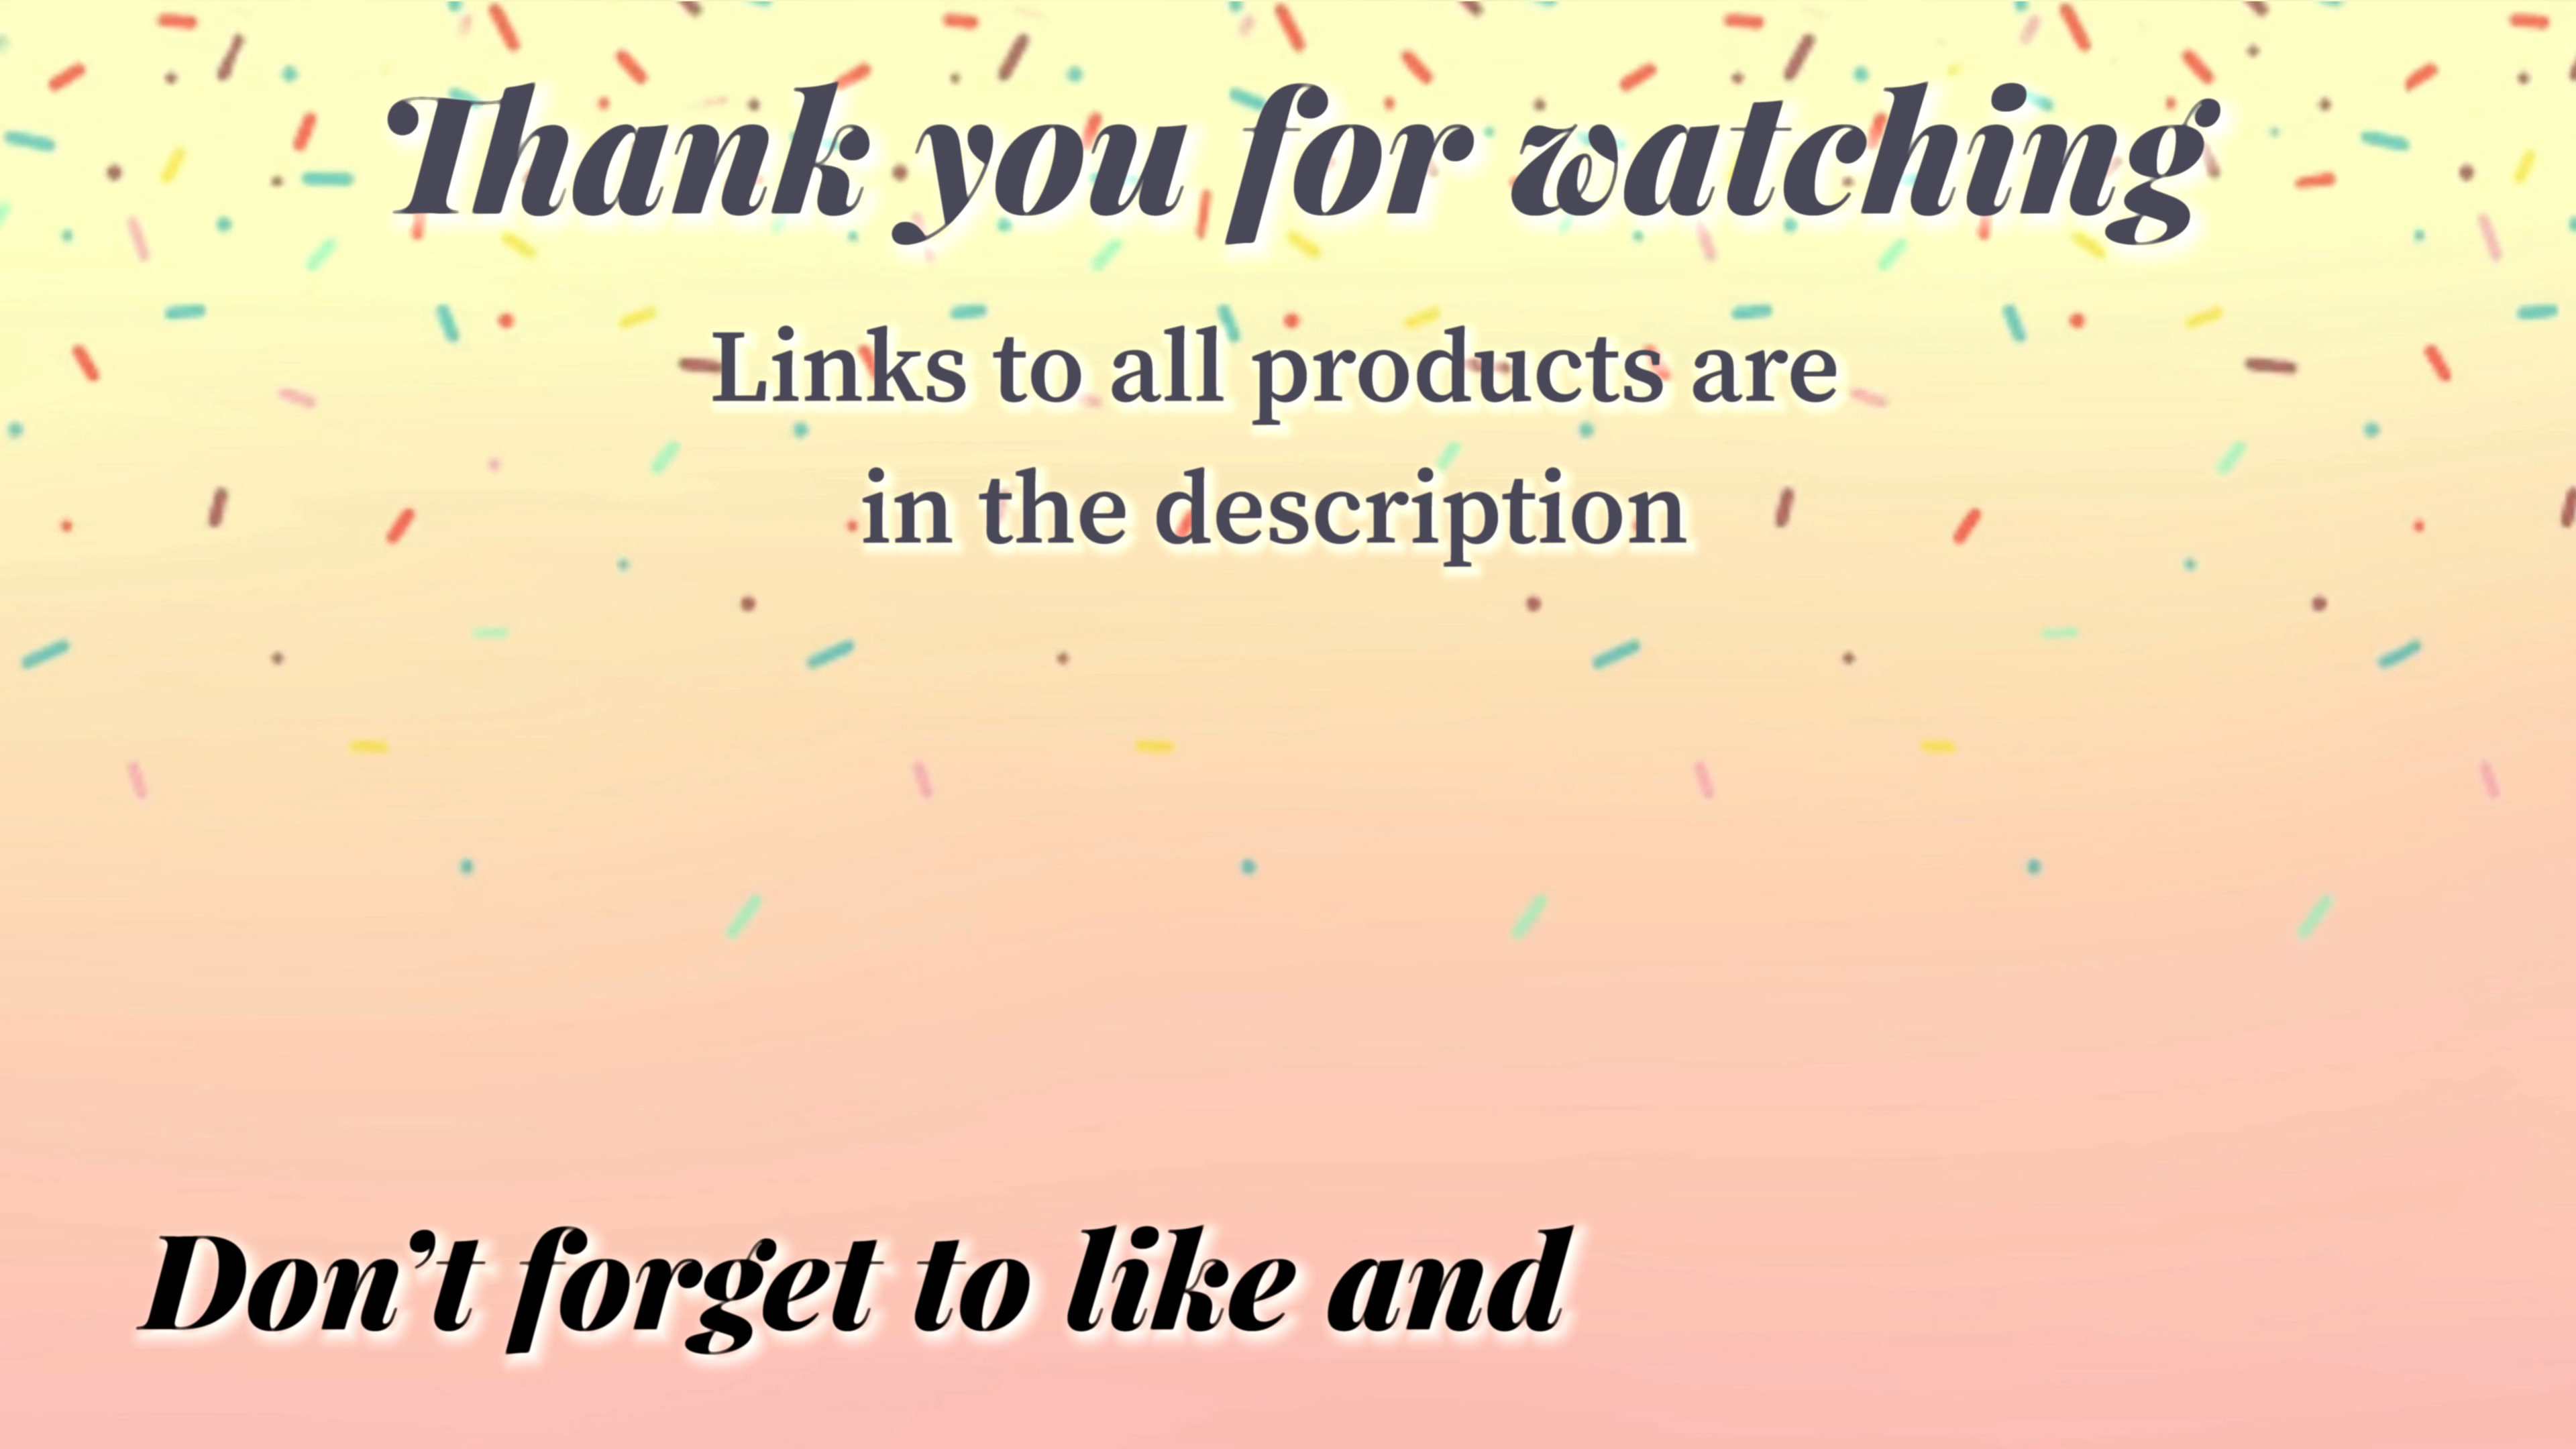 Thank you for watching
Links to all products are
in the description
Don’t forget to like and